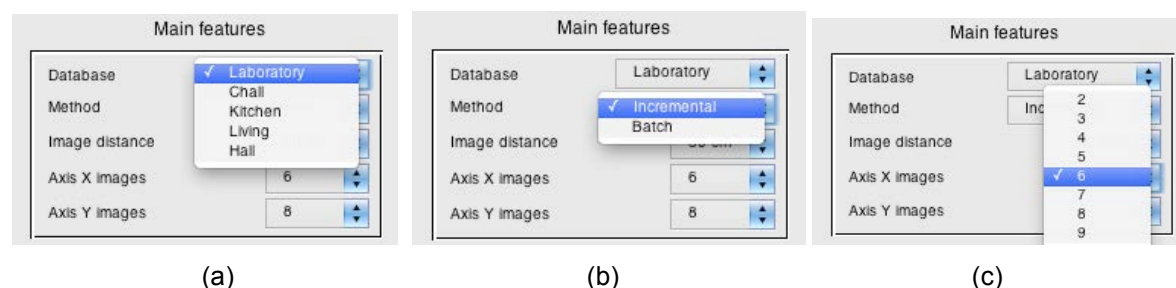 Main features
Database
✓ Laboratory
Chall
Kitchen
Living
Hall
Method
Image distance
Axis X images 6
Axis Y images 8
(a)
Main features
Database Laboratory
Method
✓ Incremental
Batch
Image distance
Axis X images 6
Axis Y images 8
(b)
Main features
Database Laboratory
Method
Image distance
Axis X images
Axis Y images
2
3
4
5
✓ 6
7
8
9
(c)